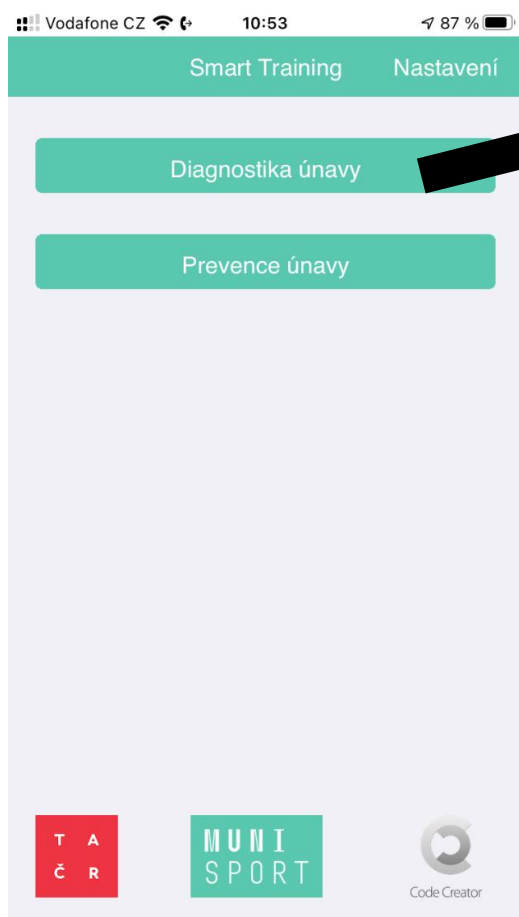 Vodafone CZ 10:53 87 %
Smart Training Nastavení
Diagnostika únavy
Prevence únavy
T A
Č R
MUNI
SPORT
Code Creator